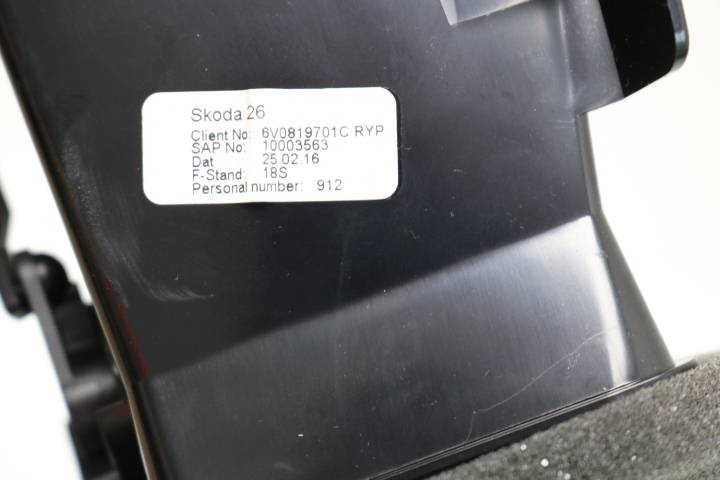 Skoda 26
Client No: 6V0819701C RYP
SAP No: 10003563
Dat 25.02.16
F-Stand: 18S
Personal number: 912